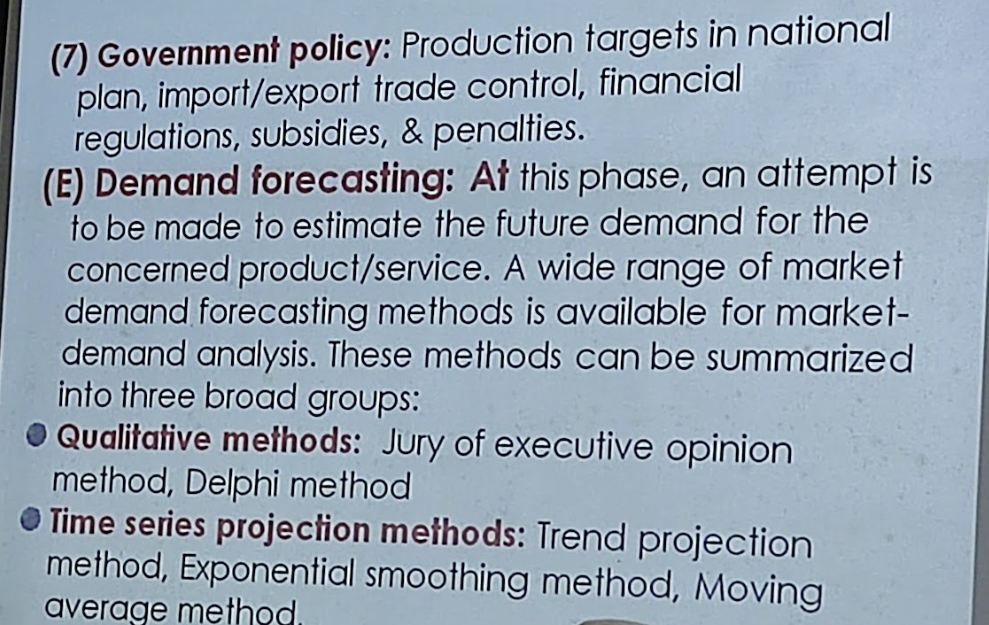 (7) Government policy: Production targets in national
plan, import/export trade control, financial
regulations, subsidies, & penalties.
(E) Demand forecasting: At this phase, an attempt is
to be made to estimate the future demand for the
concerned product/service. A wide range of market
demand forecasting methods is available for market-
demand analysis. These methods can be summarized
into three broad groups:
Qualitative methods: Jury of executive opinion
method, Delphi method
Time series projection methods: Trend projection
method, Exponential smoothing method, Moving
average method.